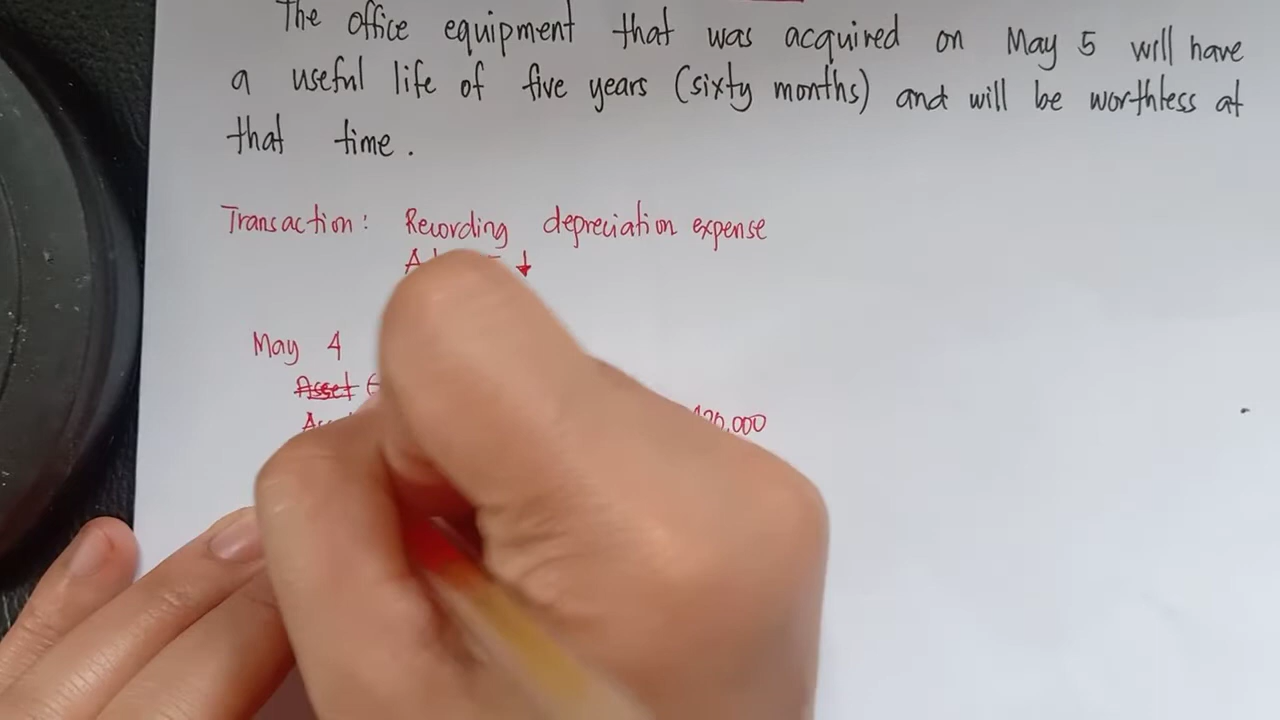 The office equipment that was acquired on May 5 will have
a useful life of five years (sixty months) and will be worthless at
that time.
Transaction: Recording depreciation expense
↓
May 4
Asset